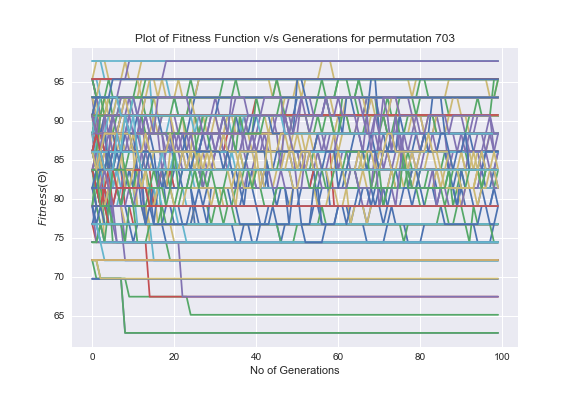 Plot of Fitness Function v/s Generations for permutation 703
95
90
85
80
75
70
65
Fitness(Θ)
0 20 40 60 80 100
No of Generations